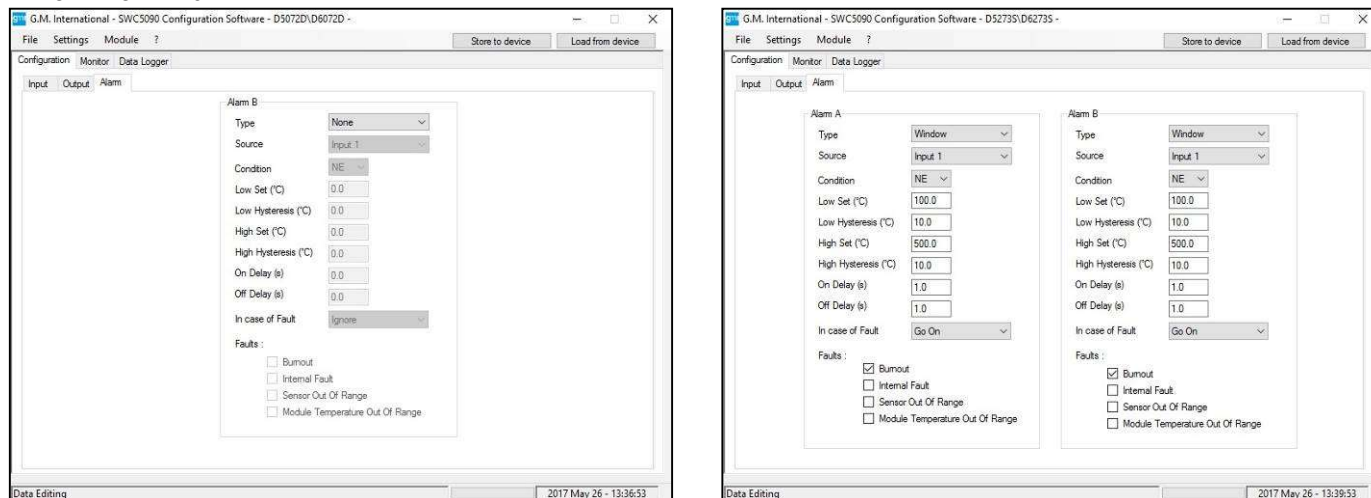 gmi G.M. International - SWC5090 Configuration Software - D5072D\D6072D -
File Settings Module ? Store to device Load from device
Configuration Monitor Data Logger
Input Output Alarm
Alarm B
Type None
Source Input 1
Condition NE
Low Set (°C) 0.0
Low Hysteresis (°C) 0.0
High Set (°C) 0.0
High Hysteresis (°C) 0.0
On Delay (s) 0.0
Off Delay (s) 0.0
In case of Fault Ignore
Faults :
Burnout
Internal Fault
Sensor Out Of Range
Module Temperature Out Of Range
Data Editing 2017 May 26 - 13:36:53
G.M. International - SWC5090 Configuration Software - D5273S\D6273S -
File Settings Module ? Store to device Load from device
Configuration Monitor Data Logger
Input Output Alarm
Alarm A
Type Window
Source Input 1
Condition NE
Low Set (°C) 100.0
Low Hysteresis (°C) 10.0
High Set (°C) 500.0
High Hysteresis (°C) 10.0
On Delay (s) 1.0
Off Delay (s) 1.0
In case of Fault Go On
Faults :
Burnout
Internal Fault
Sensor Out Of Range
Module Temperature Out Of Range
Alarm B
Type Window
Source Input 1
Condition NE
Low Set (°C) 100.0
Low Hysteresis (°C) 10.0
High Set (°C) 500.0
High Hysteresis (°C) 10.0
On Delay (s) 1.0
Off Delay (s) 1.0
In case of Fault Go On
Faults :
Burnout
Internal Fault
Sensor Out Of Range
Module Temperature Out Of Range
Data Editing 2017 May 26 - 13:39:53